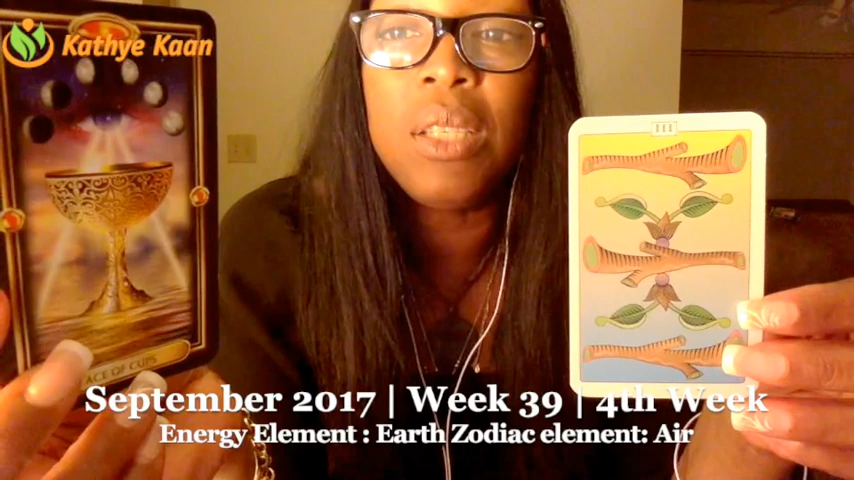 Kathye Kaan
III
ACE OF CUPS
September 2017 | Week 39 | 4th Week
Energy Element : Earth Zodiac element: Air